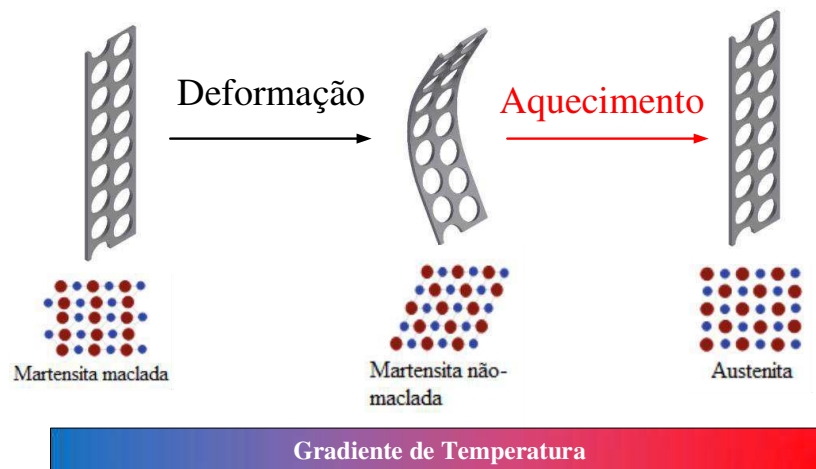 Deformação
Aquecimento
Martensita maclada
Martensita não-
maclada
Austenita
Gradiente de Temperatura